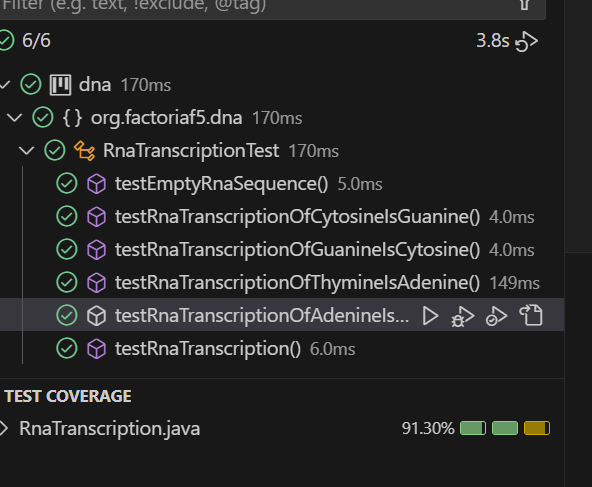 Filter (e.g. text, !exclude, @tag)
6/6 3.8s
dna 170ms
{} org.factoriaf5.dna 170ms
RnaTranscriptionTest 170ms
testEmptyRnaSequence() 5.0ms
testRnaTranscriptionOfCytosineIsGuanine() 4.0ms
testRnaTranscriptionOfGuanineIsCytosine() 4.0ms
testRnaTranscriptionOfThymineIsAdenine() 149ms
testRnaTranscriptionOfAdenineIs...
testRnaTranscription() 6.0ms
TEST COVERAGE
RnaTranscription.java 91.30%